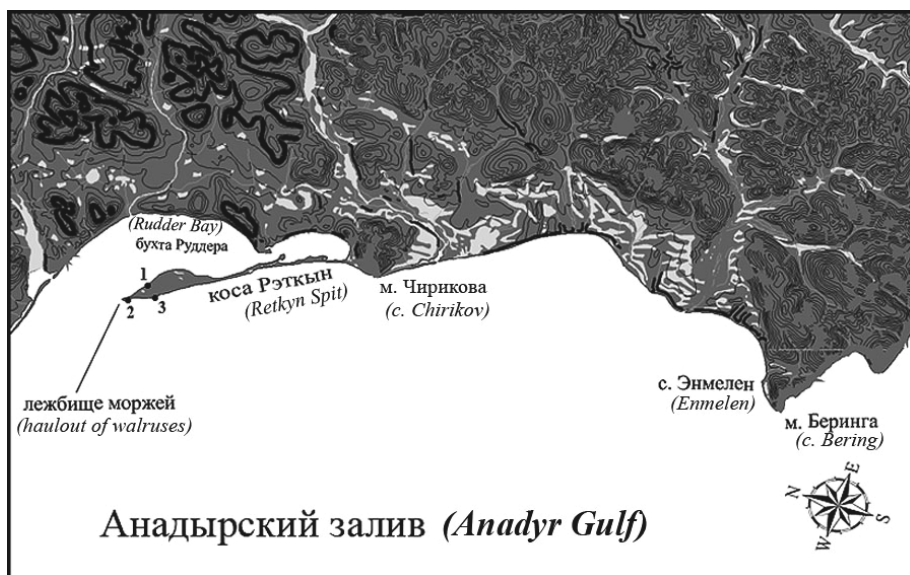 (Rudder Bay)
бухта Руддера
1
2
3
коса Рэткын
(Retkyn Spit)
м. Чирикова
(c. Chirikov)
лежбище моржей
(haulout of walruses)
с. Энмелен
(Enmelen)
м. Беринга
(c. Bering)
N
E
W
S
Анадырский залив (Anadyr Gulf)